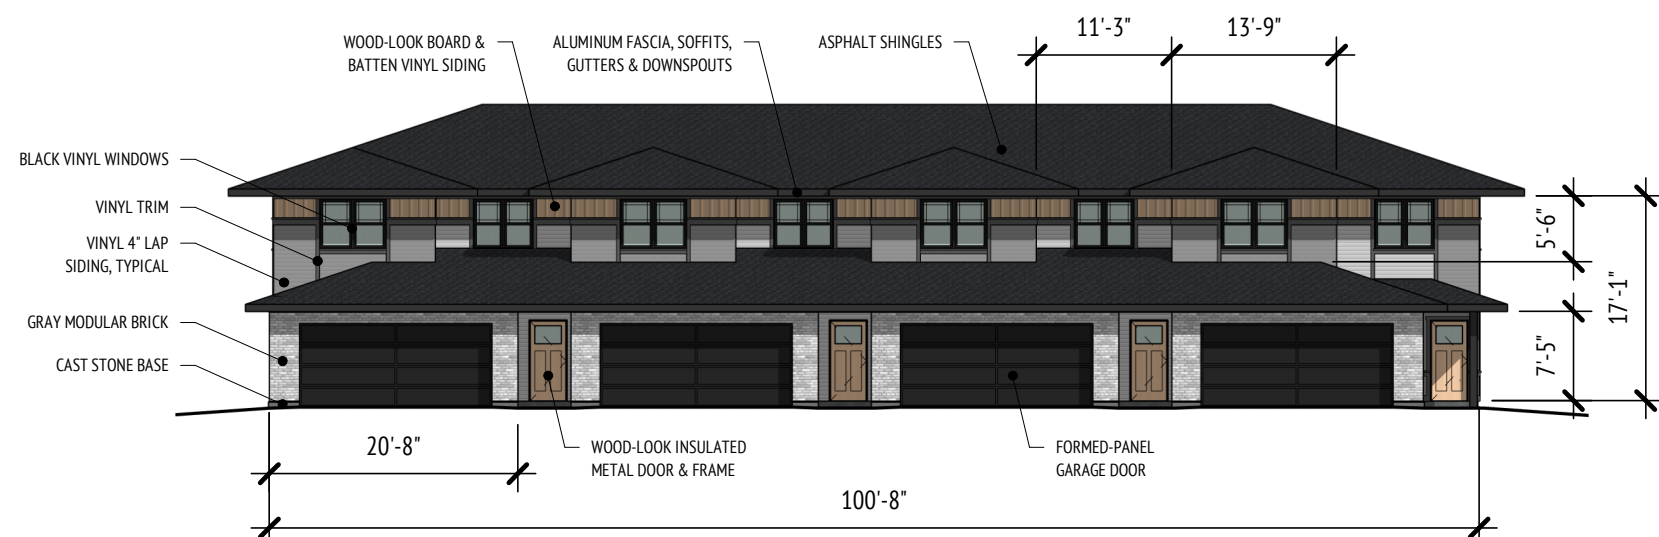 11'-3"
13'-9"
WOOD-LOOK BOARD &
BATTEN VINYL SIDING
ALUMINUM FASCIA, SOFFITS,
GUTTERS & DOWNSPOUTS
ASPHALT SHINGLES
BLACK VINYL WINDOWS
VINYL TRIM
VINYL 4" LAP
SIDING, TYPICAL
GRAY MODULAR BRICK
CAST STONE BASE
5'-6"
17'-1"
7'-5"
20'-8"
WOOD-LOOK INSULATED
METAL DOOR & FRAME
FORMED-PANEL
GARAGE DOOR
100'-8"